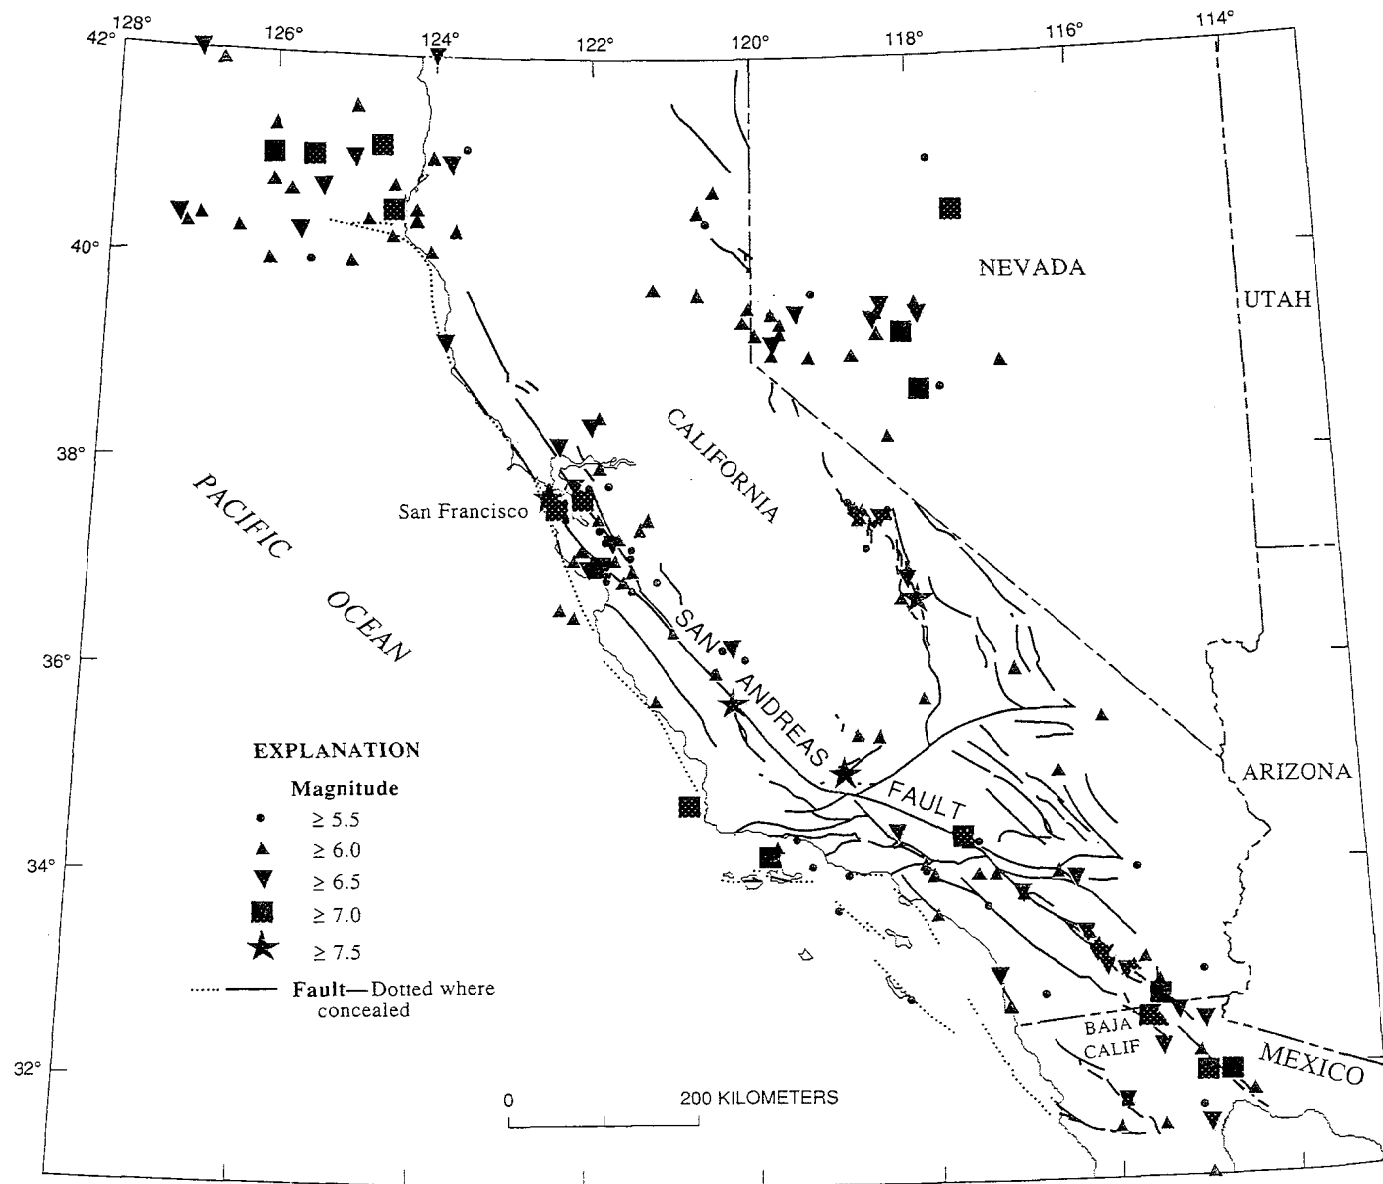 128°
126°
124°
122°
120°
118°
116°
114°
42°
40°
38°
36°
34°
32°
NEVADA
UTAH
CALIFORNIA
PACIFIC
OCEAN
San Francisco
SAN
ANDREAS
FAULT
ARIZONA
EXPLANATION
Magnitude
≥ 5.5
≥ 6.0
≥ 6.5
≥ 7.0
≥ 7.5
Fault—Dotted where
concealed
BAJA
CALIF
MEXICO
0 200 KILOMETERS